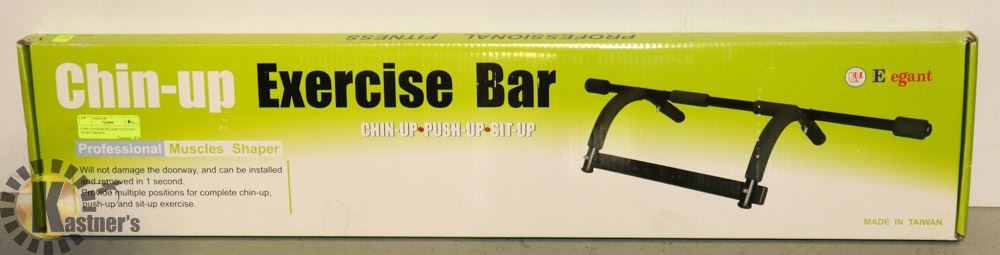 PROFESSIONAL FITNESS
Chin-up Exercise Bar
E egant
CHIN-UP•PUSH-UP•SIT-UP
Professional Muscles Shaper
Will not damage the doorway, and can be installed
and removed in 1 second.
Provide multiple positions for complete chin-up,
push-up and sit-up exercise.
MADE IN TAIWAN
Kastner's